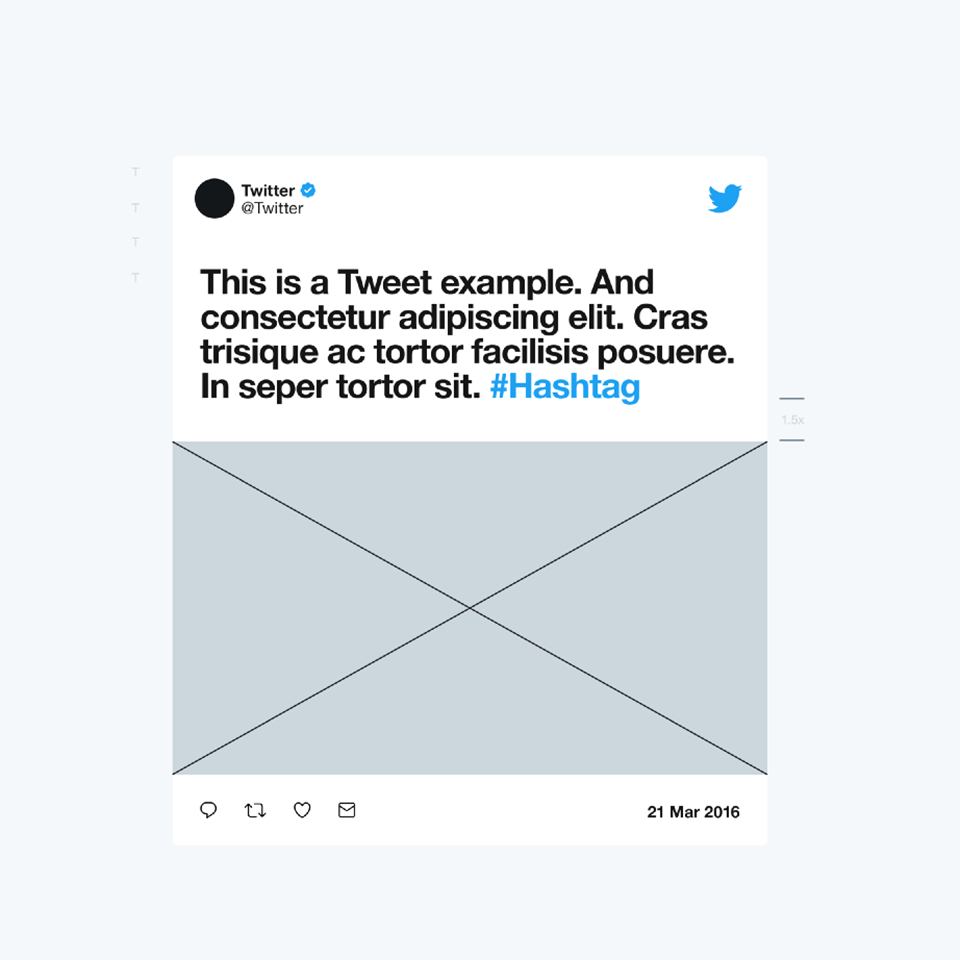 T
T
T
T
Twitter
@Twitter
This is a Tweet example. And
consectetur adipiscing elit. Cras
trisique ac tortor facilisis posuere.
In seper tortor sit. #Hashtag
1.5x
21 Mar 2016